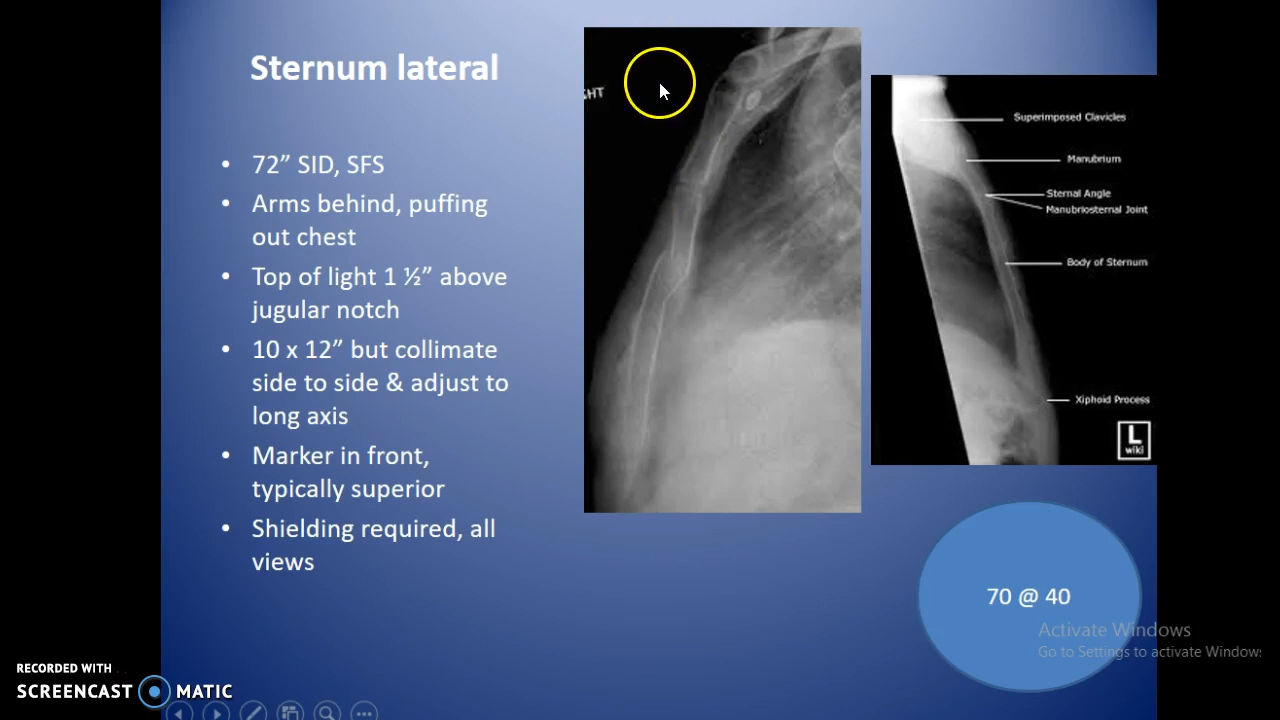 Sternum lateral
• 72” SID, SFS
• Arms behind, puffing
out chest
• Top of light 1 ½” above
jugular notch
• 10 x 12” but collimate
side to side & adjust to
long axis
• Marker in front,
typically superior
• Shielding required, all
views
GHT
Superimposed Clavicles
Manubrium
Sternal Angle
Manubriosternal Joint
Body of Sternum
Xiphoid Process
L
wiki
70 @ 40
Activate Windows
Go to Settings to activate Windows
RECORDED WITH
SCREENCAST MATIC